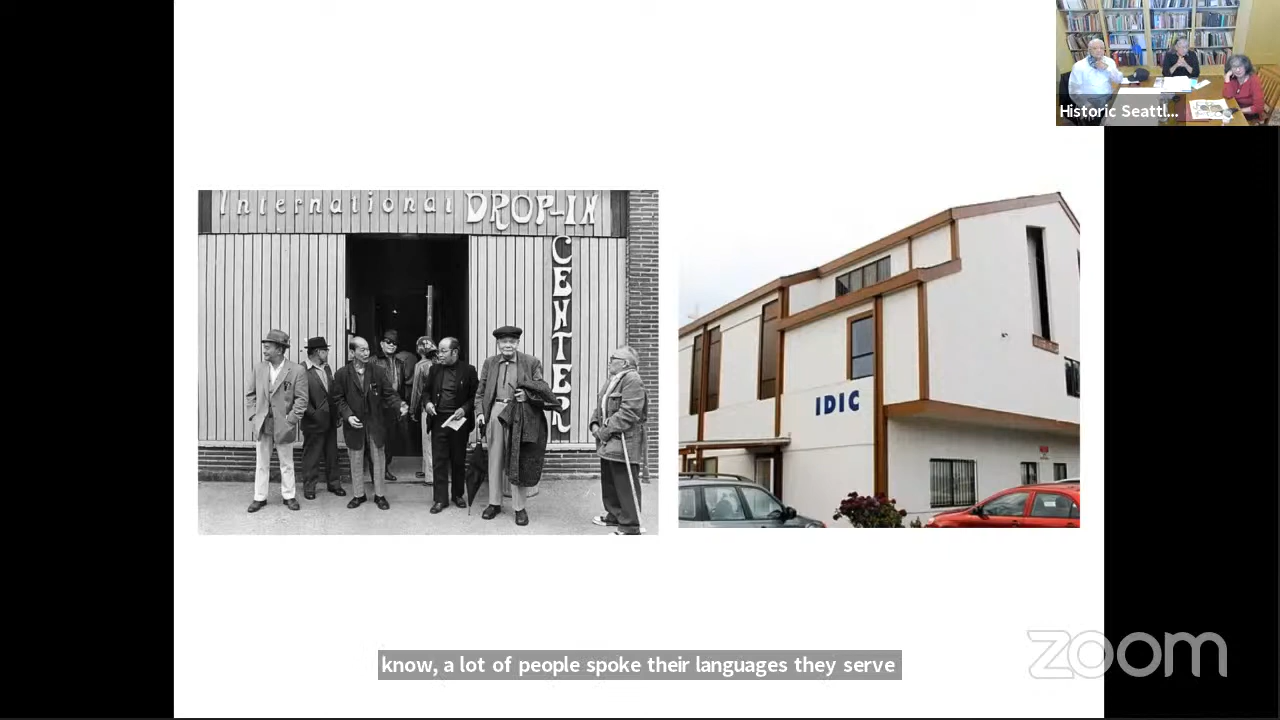 Historic Seattl...
International DROP-IN
CENTER
IDIC
know, a lot of people spoke their languages they serve
zoom